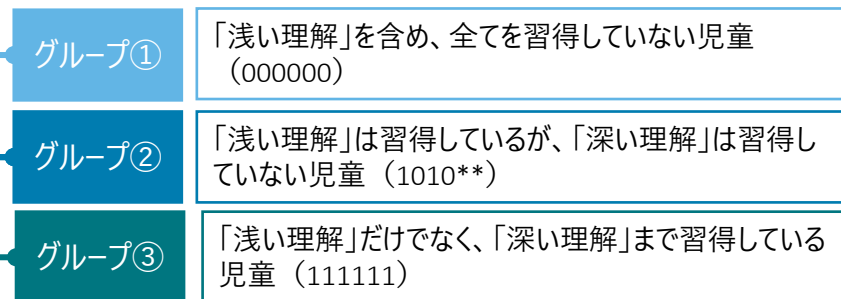 グループ①
「浅い理解」を含め、全てを習得していない児童
（000000）
グループ②
「浅い理解」は習得しているが、「深い理解」は習得し
ていない児童（1010**）
グループ③
「浅い理解」だけでなく、「深い理解」まで習得している
児童（111111）